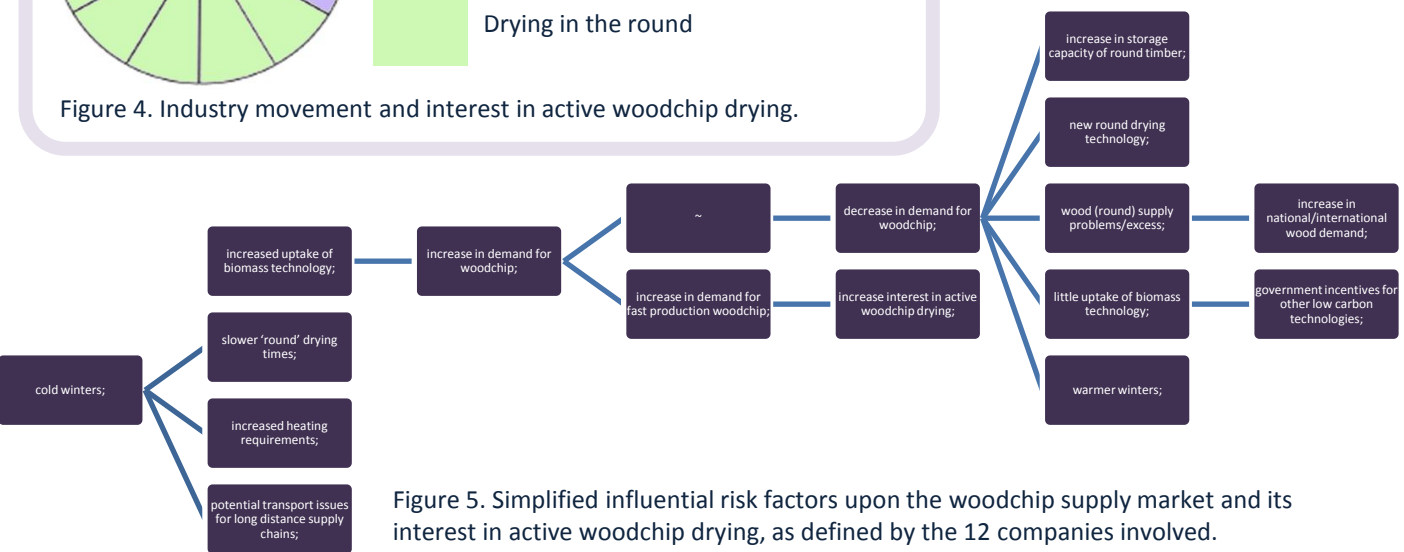 Drying in the round
Figure 4. Industry movement and interest in active woodchip drying.
cold winters;
increased uptake of
biomass technology;
slower ‘round’ drying
times;
increased heating
requirements;
potential transport issues
for long distance supply
chains;
increase in demand for
woodchip;
~
increase in demand for
fast production woodchip;
decrease in demand for
woodchip;
increase interest in active
woodchip drying;
increase in storage
capacity of round timber;
new round drying
technology;
wood (round) supply
problems/excess;
little uptake of biomass
technology;
warmer winters;
increase in
national/international
wood demand;
government incentives for
other low carbon
technologies;
Figure 5. Simplified influential risk factors upon the woodchip supply market and its
interest in active woodchip drying, as defined by the 12 companies involved.